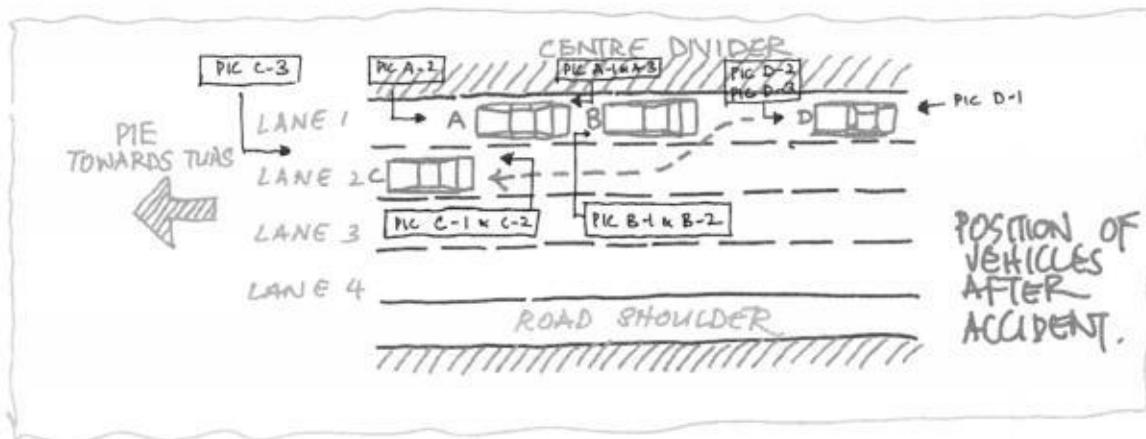 CENTRE DIVIDER
PIC C-3
PIC A-2
PIC A-1 & A-3
PIC D-2
PIC D-3
PIC D-1
LANE 1
A
B
D
PIE
TOWARDS TUAS
LANE 2
C
PIC C-1 & C-2
PIC B-1 & B-2
LANE 3
LANE 4
ROAD SHOULDER
POSITION OF
VEHICLES
AFTER
ACCIDENT.